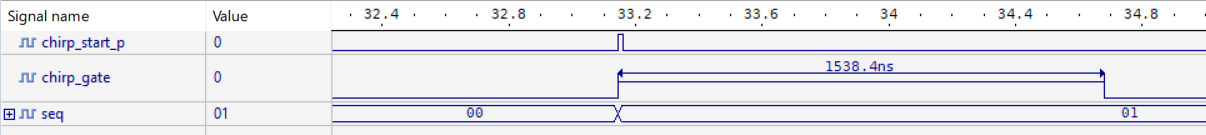 Signal name Value 32.4 32.8 33.2 33.6 34 34.4 34.8
chirp_start_p 0
chirp_gate 0 1538.4ns
seq 01 00 01